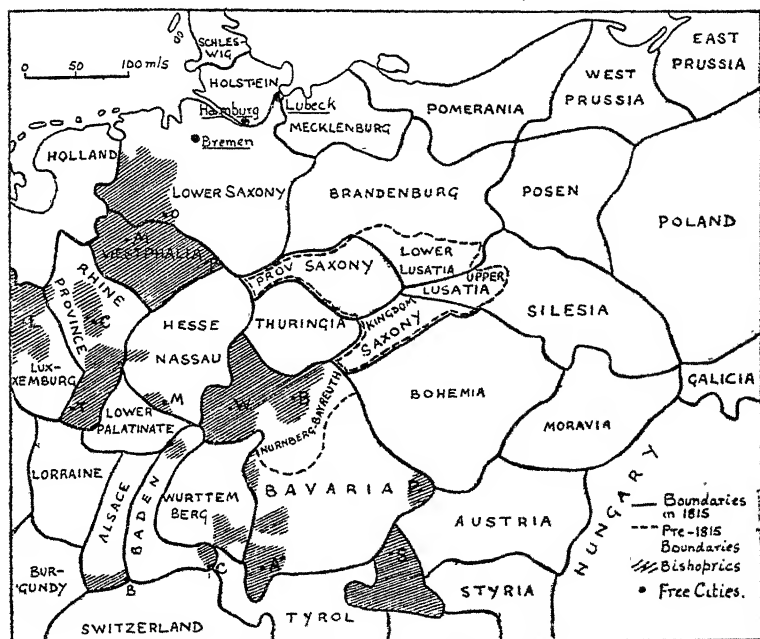 0 50 100 m/s
SCHLES-
WIG
HOLSTEIN
Hamburg
Lubeck
Bremen
MECKLENBURG
POMERANIA
WEST
PRUSSIA
EAST
PRUSSIA
HOLLAND
LOWER SAXONY
BRANDENBURG
POSEN
POLAND
O
M
WESTPHALIA
P
RHINE
PROVINCE
PROV SAXONY
LOWER
LUSATIA
UPPER
LUSATIA
KINGDOM
SAXONY
SILESIA
L
C
HESSE
NASSAU
THURINGIA
LUX-
XEMBURG
T
LOWER
PALATINATE
M
W
B
NURNBERG-BAYREUTH
BOHEMIA
MORAVIA
GALICIA
LORRAINE
ALSACE
BADEN
WURTTEM
BERG
BAVARIA
P
AUSTRIA
HUNGARY
BUR-
GUNDY
B
C
A
S
STYRIA
SWITZERLAND
TYROL
Boundaries
in 1815
Pre-1815
Boundaries
Bishoprics
Free Cities.